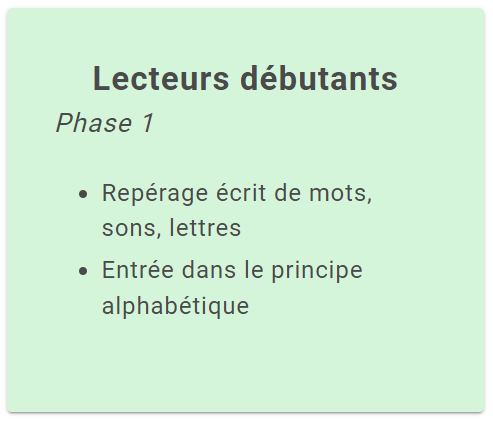 Lecteurs débutants
Phase 1
• Repérage écrit de mots,
sons, lettres
• Entrée dans le principe
alphabétique